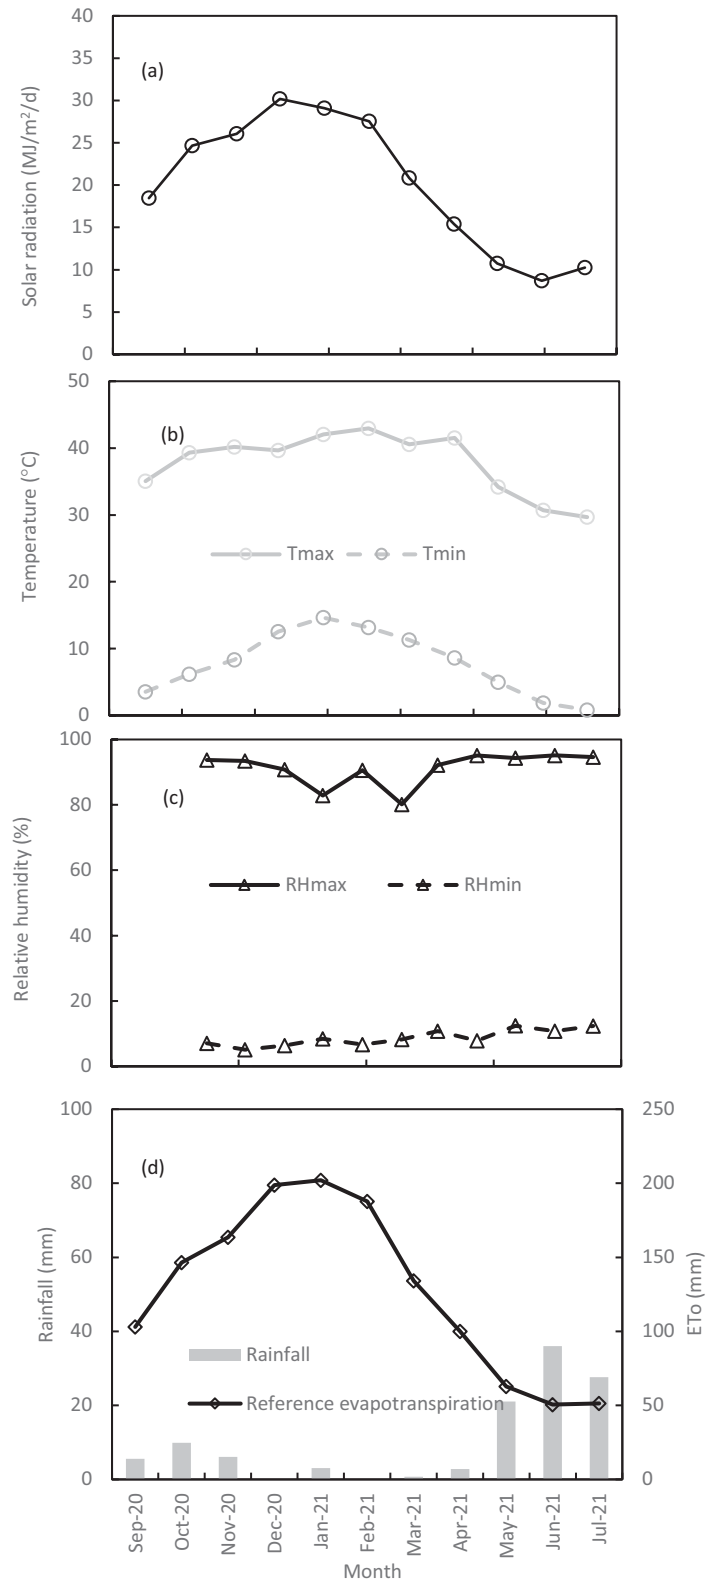 40
35
(a)
30
25
20
15
10
5
0
Solar radiation (MJ/m²/d)
50
(b)
40
30
Tmax Tmin
20
10
0
Temperature (°C)
100
80
(c)
60
RHmax RHmin
40
20
0
Relative humidity (%)
100 250
(d)
80 200
60 150
40 100
Rainfall
Reference evapotranspiration
20 50
0 0
Rainfall (mm)
ETo (mm)
Sep-20
Oct-20
Nov-20
Dec-20
Jan-21
Feb-21
Mar-21
Apr-21
May-21
Jun-21
Jul-21
Month